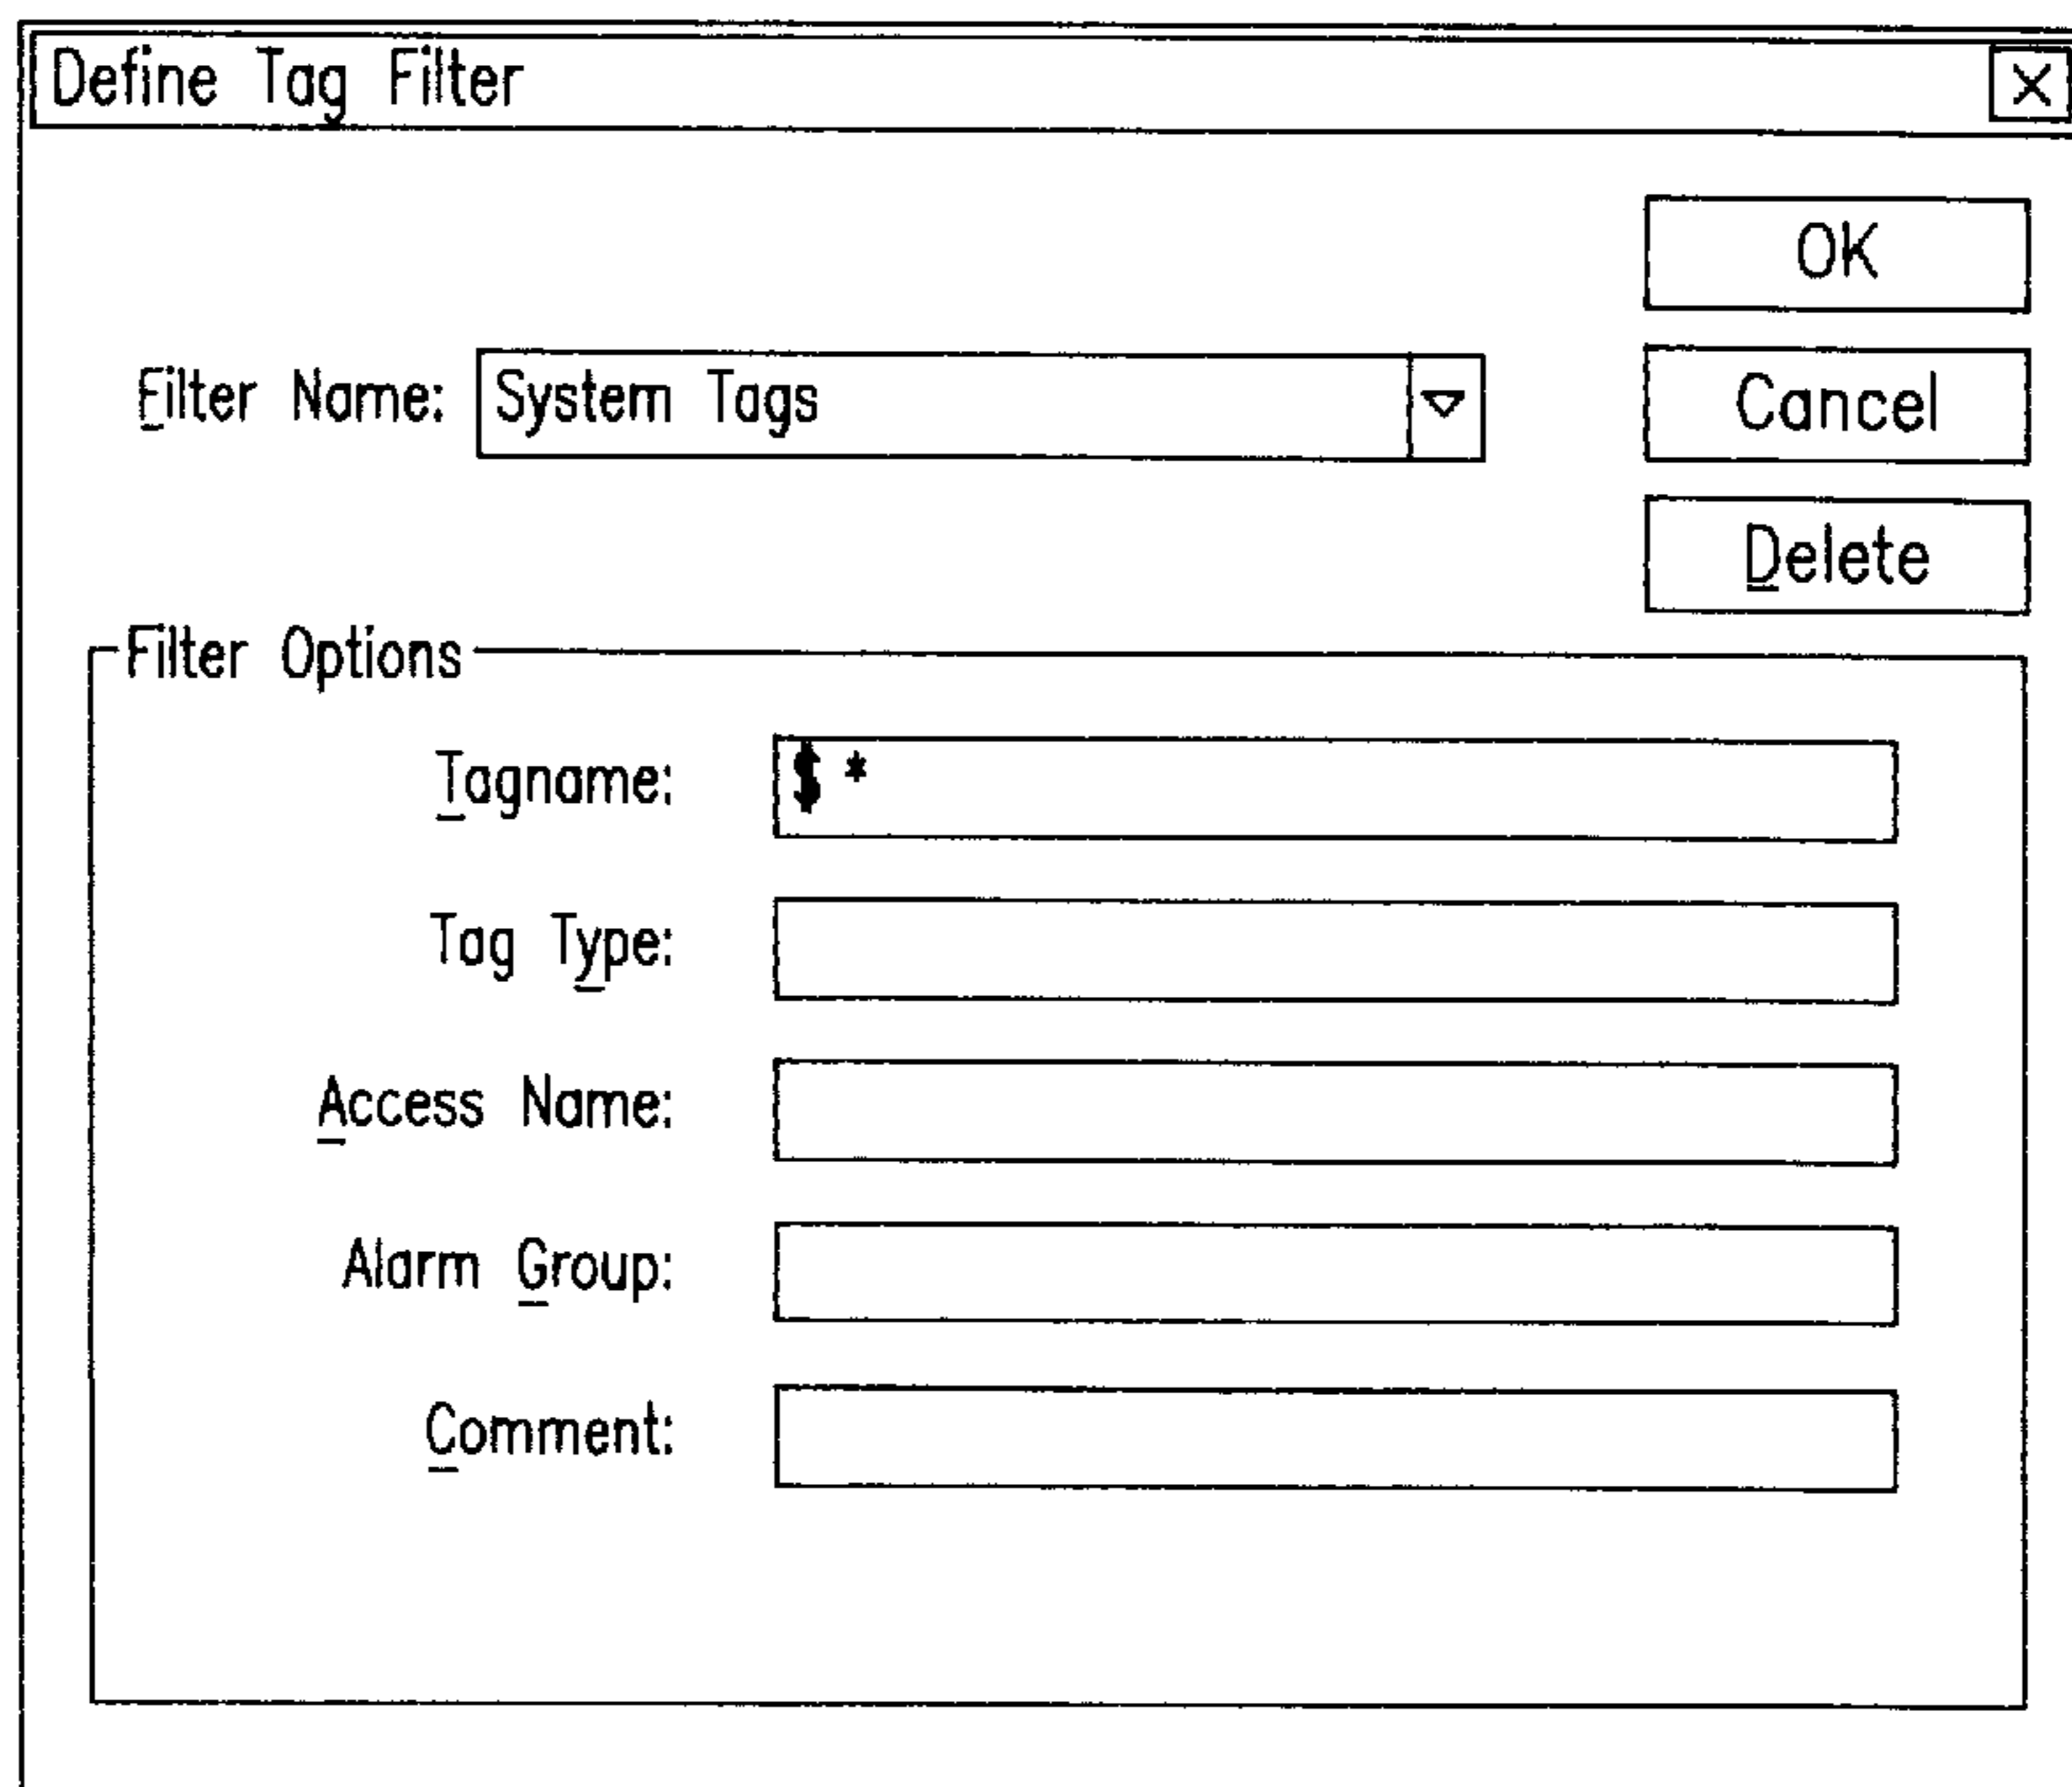 Define Tag Filter X
OK
Filter Name: System Tags
Cancel
Delete
Filter Options
Tagname: $ *
Tag Type:
Access Name:
Alarm Group:
Comment: